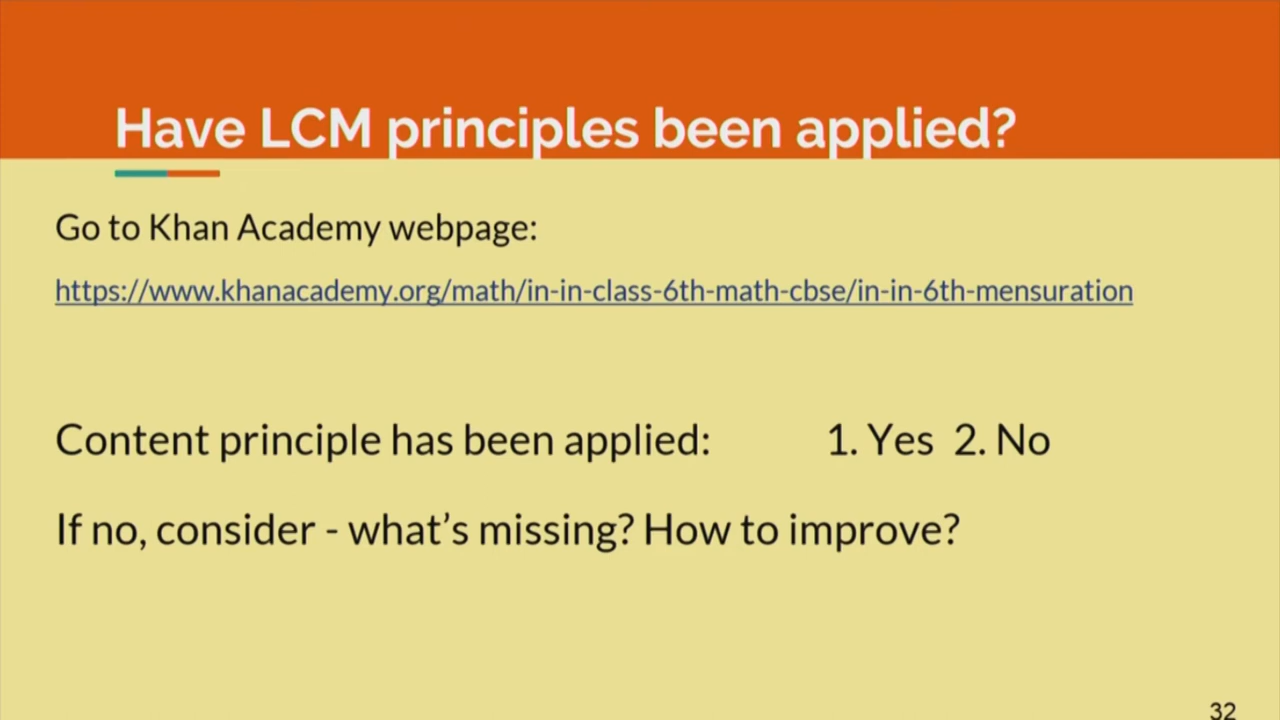 Have LCM principles been applied?
Go to Khan Academy webpage:
https://www.khanacademy.org/math/in-in-class-6th-math-cbse/in-in-6th-mensuration
Content principle has been applied: 1. Yes 2. No
If no, consider - what's missing? How to improve?
32